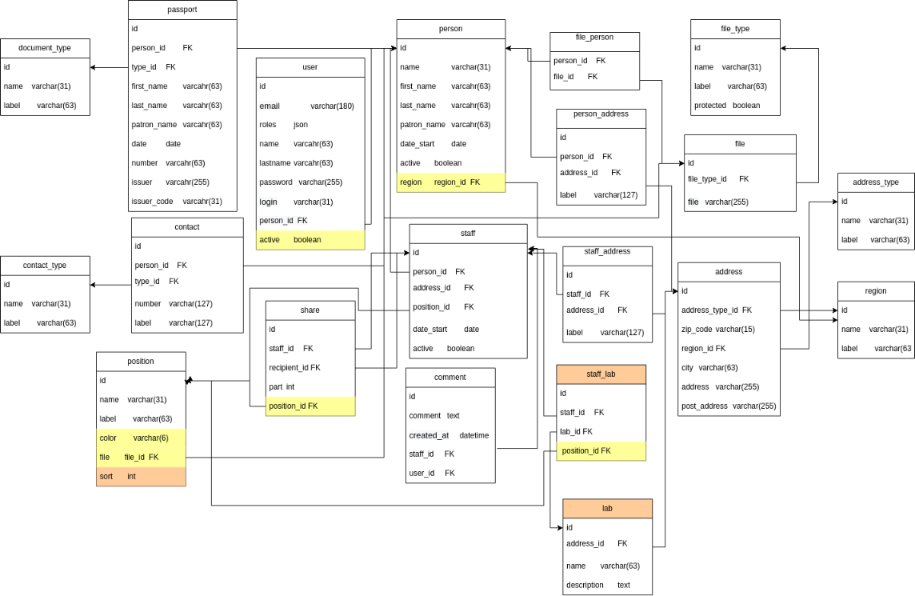 document_type
id
name varchar(31)
label varchar(63)
passport
id
person_id FK
type_id FK
first_name varcahr(63)
last_name varcahr(63)
patron_name varcahr(63)
date date
number varcahr(63)
issuer varcahr(255)
issuer_code varcahr(31)
user
id
email varchar(180)
roles json
name varcahr(63)
lastname varcahr(63)
password varchar(255)
login varchar(31)
person_id FK
active boolean
person
id
name varchar(31)
first_name varcahr(63)
last_name varcahr(63)
patron_name varcahr(63)
date_start date
active boolean
region region_id FK
file_person
person_id FK
file_id FK
file_type
id
name varchar(31)
label varchar(63)
protected boolean
person_address
id
person_id FK
address_id FK
label varchar(127)
file
id
file_type_id FK
file varchar(255)
address_type
id
name varchar(31)
label varchar(63)
contact_type
id
name varchar(31)
label varchar(63)
contact
id
person_id FK
type_id FK
number varchar(127)
label varchar(127)
staff
id
person_id FK
address_id FK
position_id FK
date_start date
active boolean
staff_address
id
staff_id FK
address_id FK
label varchar(127)
address
id
address_type_id FK
zip_code varchar(15)
region_id FK
city varchar(63)
address varchar(255)
post_address varchar(255)
region
id
name varchar(31)
label varchar(63
share
id
staff_id FK
recipient_id FK
part int
position_id FK
position
id
name varchar(31)
label varchar(63)
color varchar(6)
file file_id FK
sort int
comment
id
comment text
created_at datetime
staff_id FK
user_id FK
staff_lab
id
staff_id FK
lab_id FK
position_id FK
lab
id
address_id FK
name varchar(63)
description text